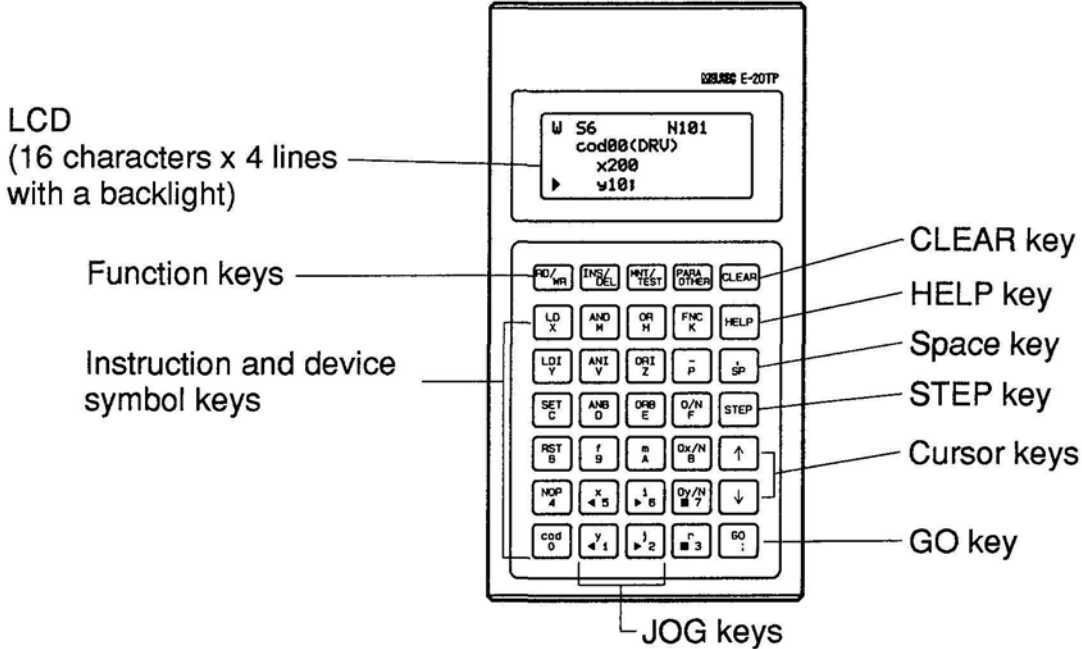 E-20TP
LCD
(16 characters x 4 lines
with a backlight)
W S6 N101
cod00(DRV)
x200
▶ y10;
Function keys
RD/WR INS/DEL MNT/TEST PARA OTHER CLEAR
CLEAR key
LD X AND M OR H FNC K HELP
HELP key
Instruction and device
symbol keys
LDI Y ANI V ORI Z - P , SP
Space key
SET C ANB D ORB E O/N F STEP
STEP key
RST 8 f 9 m A Ox/N B ↑
Cursor keys
NOP 4 x ◀ 5 i ▶ 6 Oy/N ■ 7 ↓
cod 0 y ◀ 1 j ▶ 2 r ■ 3 GO ;
GO key
JOG keys